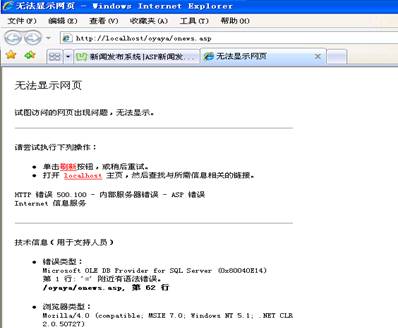 无法显示网页 - Windows Internet Explorer
文件(F) 编辑(E) 查看(V) 收藏夹(A) 工具(T) 帮助(H)
http://localhost/oyaya/onews.asp
新闻发布系统|ASP新闻发...
无法显示网页
无法显示网页
试图访问的网页出现问题，无法显示。
请尝试执行下列操作：
单击刷新按钮，或稍后重试。
打开 localhost 主页，然后查找与所需信息相关的链接。
HTTP 错误 500.100 - 内部服务器错误 - ASP 错误
Internet 信息服务
技术信息（用于支持人员）
错误类型：
Microsoft OLE DB Provider for SQL Server (0x80040E14)
第 1 行: '=' 附近有语法错误。
/oyaya/onews.asp, 第 62 行
浏览器类型：
Mozilla/4.0 (compatible; MSIE 7.0; Windows NT 5.1; .NET CLR
2.0.50727)